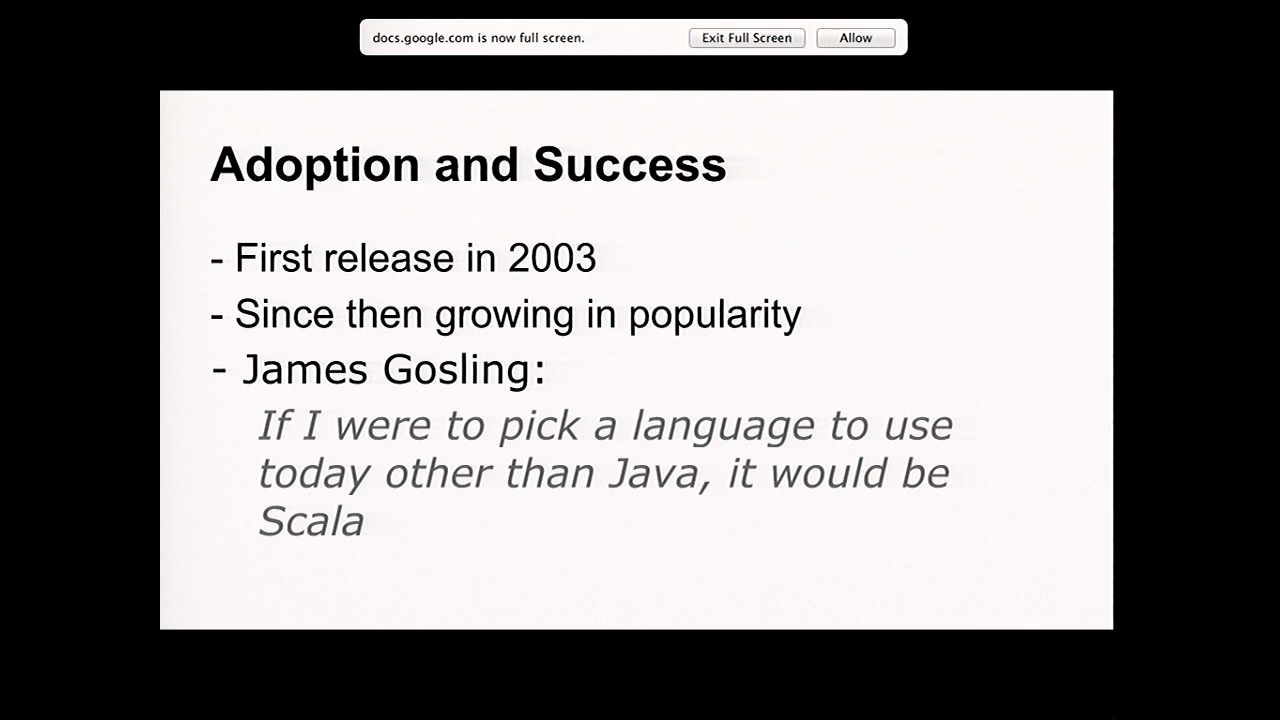 docs.google.com is now full screen. Exit Full Screen Allow
Adoption and Success
- First release in 2003
- Since then growing in popularity
- James Gosling:
If I were to pick a language to use
today other than Java, it would be
Scala